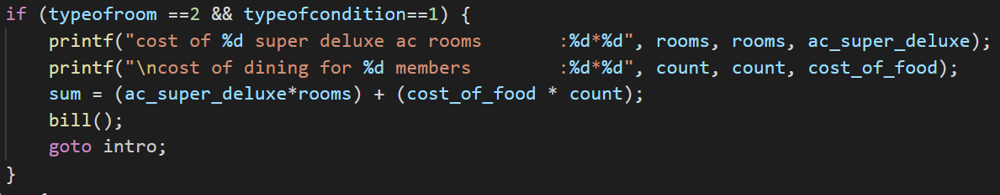 if (typeofroom ==2 && typeofcondition==1) {
    printf("cost of %d super deluxe ac rooms       :%d*%d", rooms, rooms, ac_super_deluxe);
    printf("\ncost of dining for %d members        :%d*%d", count, count, cost_of_food);
    sum = (ac_super_deluxe*rooms) + (cost_of_food * count);
    bill();
    goto intro;
}